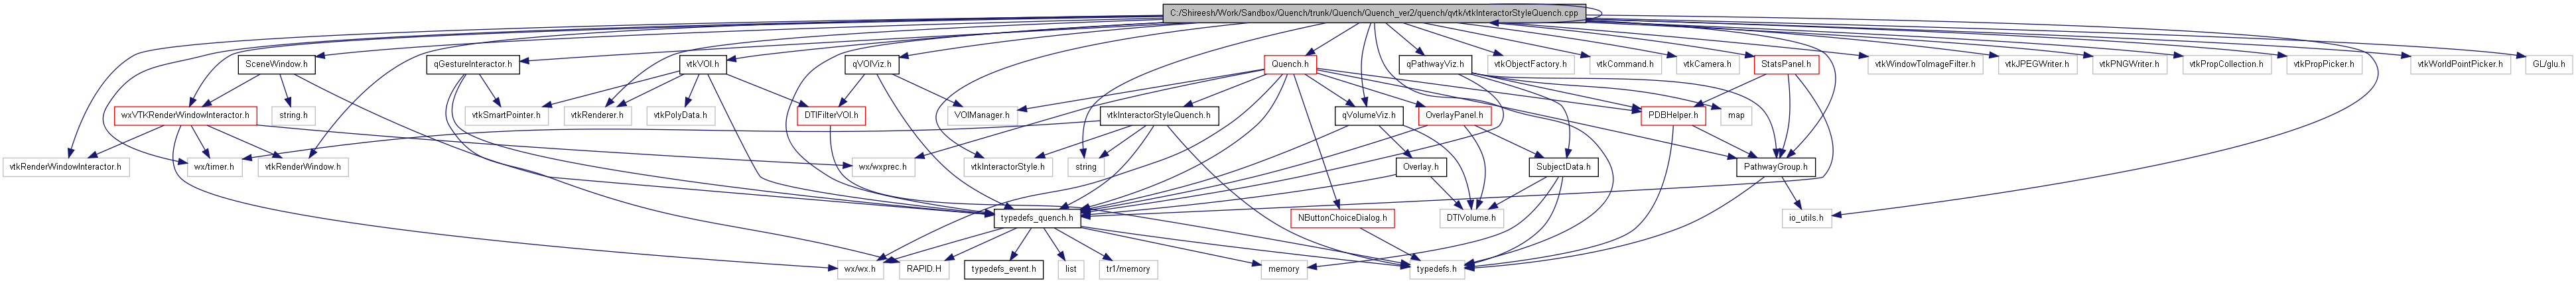 C:/Shireesh/Work/Sandbox/Quench/trunk/Quench/Quench_ver2/quench/qvtk/vtkInteractorStyleQuench.cpp
SceneWindow.h
qGestureInteractor.h
vtkVOI.h
qVOIViz.h
Quench.h
qPathwayViz.h
vtkObjectFactory.h
vtkCommand.h
vtkCamera.h
StatsPanel.h
vtkWindowToImageFilter.h
vtkJPEGWriter.h
vtkPNGWriter.h
vtkPropCollection.h
vtkPropPicker.h
vtkWorldPointPicker.h
GL/glu.h
wxVTKRenderWindowInteractor.h
string.h
vtkSmartPointer.h
vtkRenderer.h
vtkPolyData.h
DTIFilterVOI.h
VOIManager.h
vtkInteractorStyleQuench.h
qVolumeViz.h
OverlayPanel.h
PDBHelper.h
map
vtkRenderWindowInteractor.h
wx/timer.h
vtkRenderWindow.h
wx/wxprec.h
vtkInteractorStyle.h
string
Overlay.h
SubjectData.h
PathwayGroup.h
typedefs_quench.h
NButtonChoiceDialog.h
DTIVolume.h
io_utils.h
wx/wx.h
RAPID.H
typedefs_event.h
list
tr1/memory
memory
typedefs.h